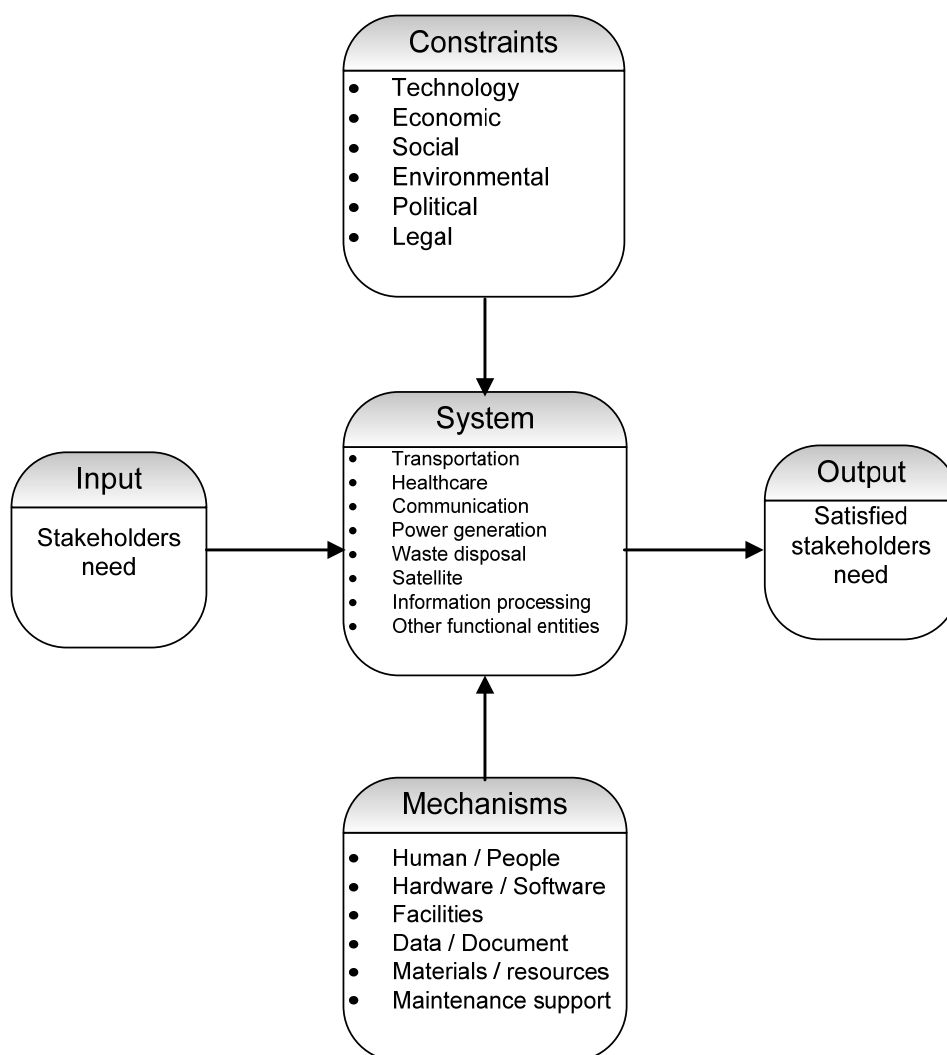 Constraints
• Technology
• Economic
• Social
• Environmental
• Political
• Legal
Input
Stakeholders
need
System
• Transportation
• Healthcare
• Communication
• Power generation
• Waste disposal
• Satellite
• Information processing
• Other functional entities
Output
Satisfied
stakeholders
need
Mechanisms
• Human / People
• Hardware / Software
• Facilities
• Data / Document
• Materials / resources
• Maintenance support